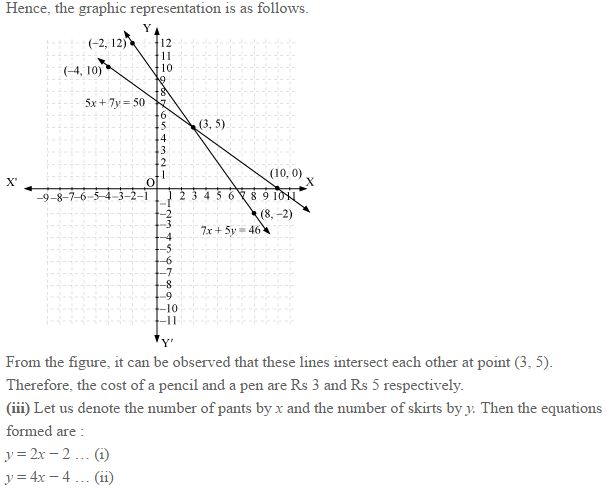 Hence, the graphic representation is as follows.
Y
(–2, 12)
12
11
(–4, 10)
10
9
8
5x + 7y = 50
7
6
(3, 5)
5
4
3
2
(10, 0)
1
X'
O
X
–9–8–7–6–5–4–3–2–1 1 2 3 4 5 6 7 8 9 10 11
–1
–2
(8, –2)
–3
7x + 5y = 46
–4
–5
–6
–7
–8
–9
–10
–11
Y'
From the figure, it can be observed that these lines intersect each other at point (3, 5).
Therefore, the cost of a pencil and a pen are Rs 3 and Rs 5 respectively.
(iii) Let us denote the number of pants by x and the number of skirts by y. Then the equations
formed are :
y = 2x – 2 … (i)
y = 4x – 4 … (ii)